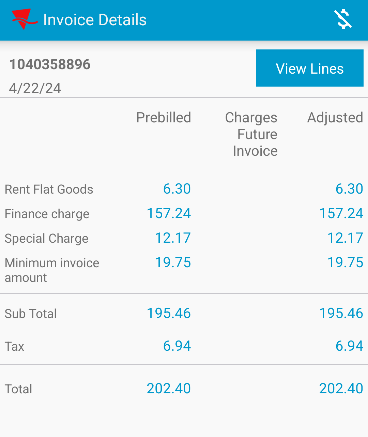 Invoice Details
1040358896
View Lines
4/22/24
Prebilled Charges Adjusted
Future
Invoice
Rent Flat Goods 6.30 6.30
Finance charge 157.24 157.24
Special Charge 12.17 12.17
Minimum invoice 19.75 19.75
amount
Sub Total 195.46 195.46
Tax 6.94 6.94
Total 202.40 202.40